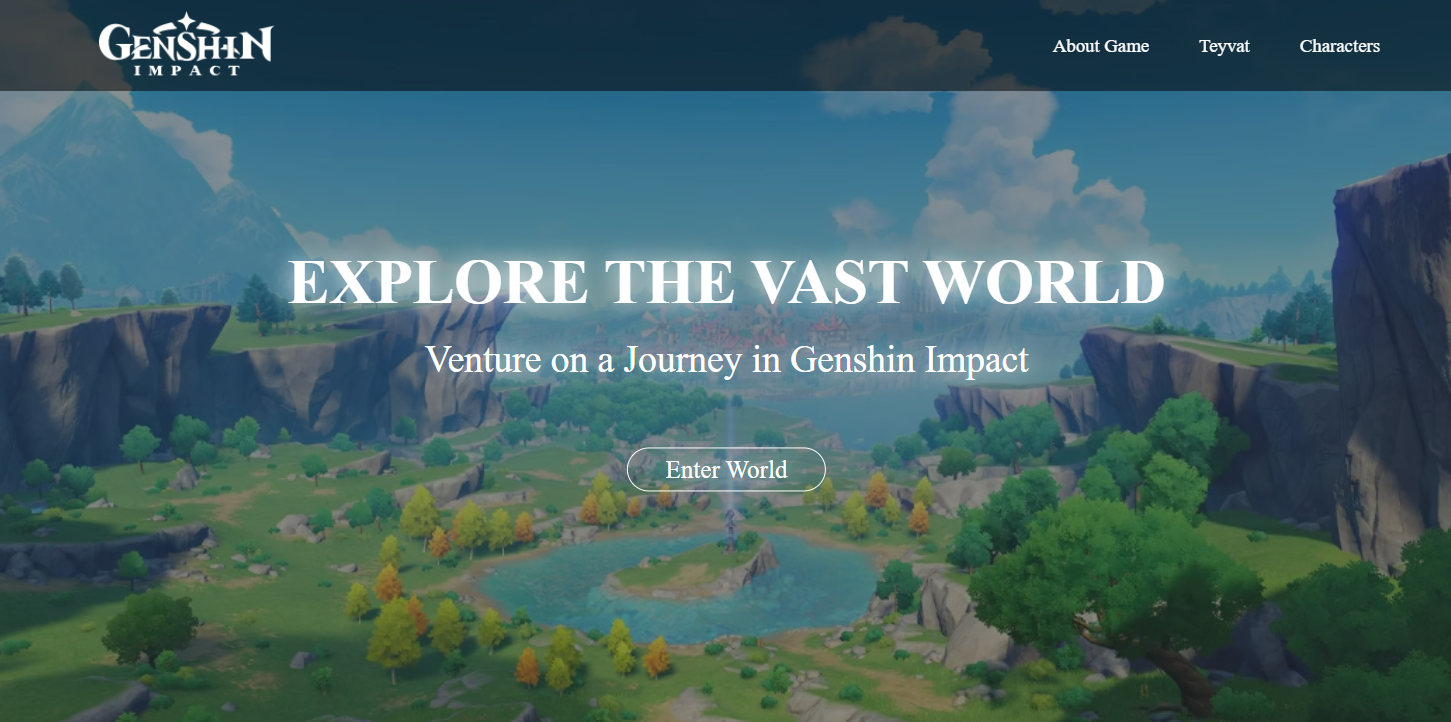 GENSHIN
IMPACT
About Game
Teyvat
Characters
EXPLORE THE VAST WORLD
Venture on a Journey in Genshin Impact
Enter World